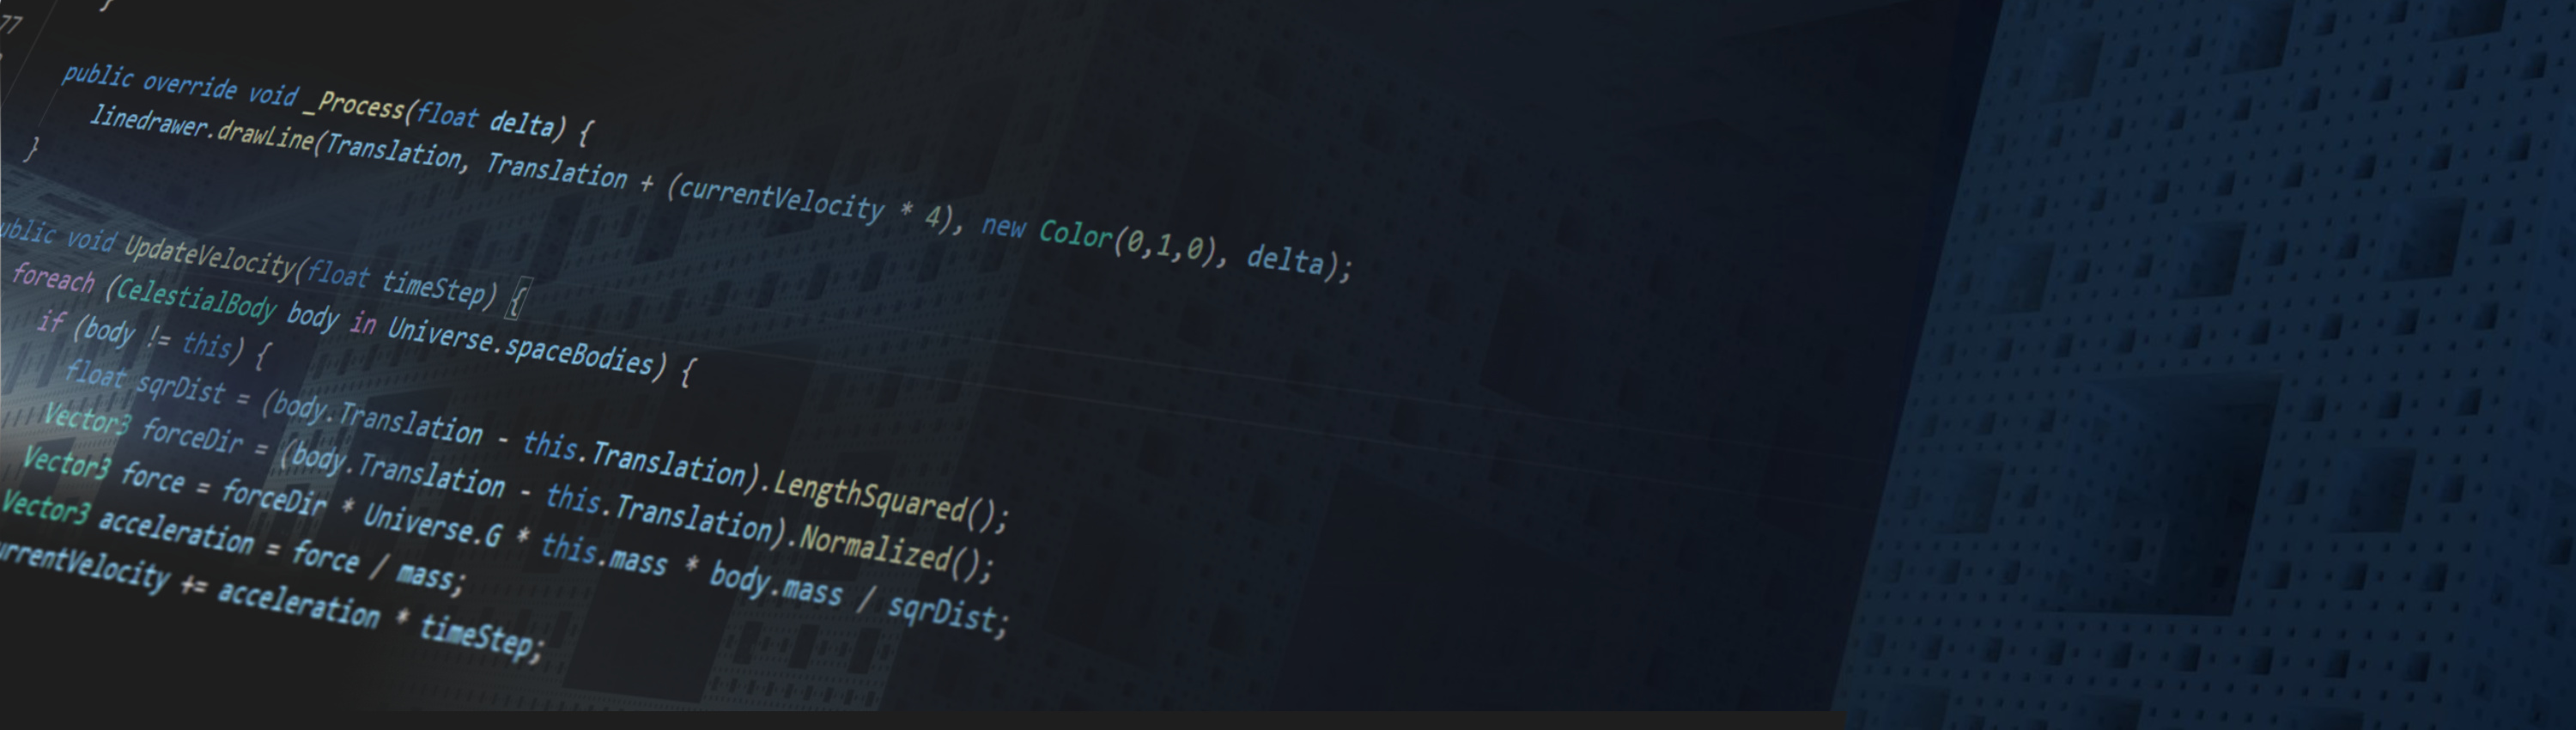 }
77
public override void _Process(float delta) {
linedrawer.drawLine(Translation, Translation + (currentVelocity * 4), new Color(0,1,0), delta);
}
ublic void UpdateVelocity(float timeStep) {
foreach (CelestialBody body in Universe.spaceBodies) {
if (body != this) {
float sqrDist = (body.Translation - this.Translation).LengthSquared();
Vector3 forceDir = (body.Translation - this.Translation).Normalized();
Vector3 force = forceDir * Universe.G * this.mass * body.mass / sqrDist;
Vector3 acceleration = force / mass;
urrentVelocity += acceleration * timeStep;